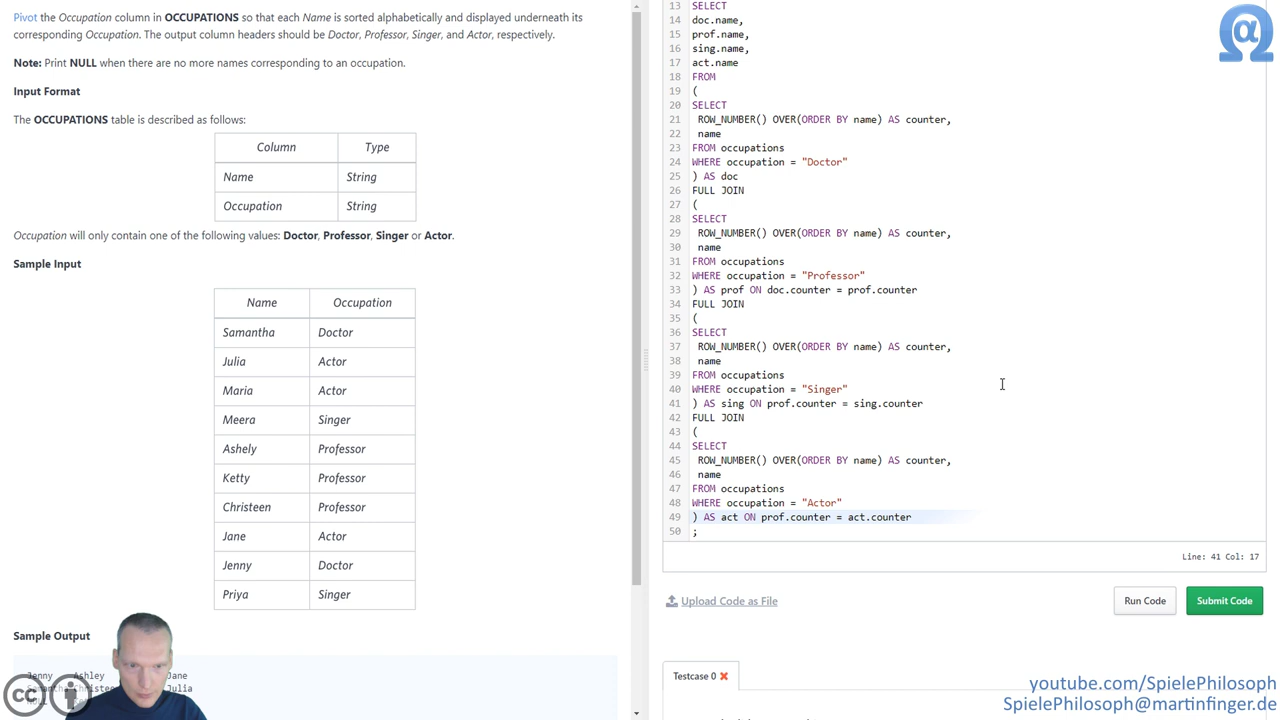 Pivot the Occupation column in OCCUPATIONS so that each Name is sorted alphabetically and displayed underneath its
corresponding Occupation. The output column headers should be Doctor, Professor, Singer, and Actor, respectively.
Note: Print NULL when there are no more names corresponding to an occupation.
Input Format
The OCCUPATIONS table is described as follows:
Column Type
Name String
Occupation String
Occupation will only contain one of the following values: Doctor, Professor, Singer or Actor.
Sample Input
Name Occupation
Samantha Doctor
Julia Actor
Maria Actor
Meera Singer
Ashely Professor
Ketty Professor
Christeen Professor
Jane Actor
Jenny Doctor
Priya Singer
Sample Output
Jenny Ashley Jane
Julia
13 SELECT
14 doc.name,
15 prof.name,
16 sing.name,
17 act.name
18 FROM
19 (
20 SELECT
21 ROW_NUMBER() OVER(ORDER BY name) AS counter,
22 name
23 FROM occupations
24 WHERE occupation = "Doctor"
25 ) AS doc
26 FULL JOIN
27 (
28 SELECT
29 ROW_NUMBER() OVER(ORDER BY name) AS counter,
30 name
31 FROM occupations
32 WHERE occupation = "Professor"
33 ) AS prof ON doc.counter = prof.counter
34 FULL JOIN
35 (
36 SELECT
37 ROW_NUMBER() OVER(ORDER BY name) AS counter,
38 name
39 FROM occupations
40 WHERE occupation = "Singer"
41 ) AS sing ON prof.counter = sing.counter
42 FULL JOIN
43 (
44 SELECT
45 ROW_NUMBER() OVER(ORDER BY name) AS counter,
46 name
47 FROM occupations
48 WHERE occupation = "Actor"
49 ) AS act ON prof.counter = act.counter
50 ;
Line: 41 Col: 17
Upload Code as File
Run Code
Submit Code
Testcase 0
youtube.com/SpielePhilosoph
SpielePhilosoph@martinfinger.de
cc